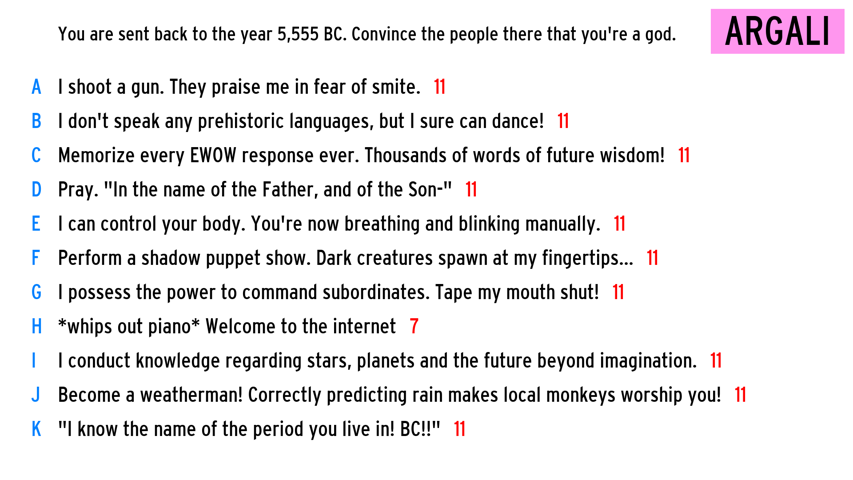 You are sent back to the year 5,555 BC. Convince the people there that you're a god.
ARGALI
A I shoot a gun. They praise me in fear of smite. 11
B I don't speak any prehistoric languages, but I sure can dance! 11
C Memorize every EWOW response ever. Thousands of words of future wisdom! 11
D Pray. "In the name of the Father, and of the Son-" 11
E I can control your body. You're now breathing and blinking manually. 11
F Perform a shadow puppet show. Dark creatures spawn at my fingertips... 11
G I possess the power to command subordinates. Tape my mouth shut! 11
H *whips out piano* Welcome to the internet 7
I I conduct knowledge regarding stars, planets and the future beyond imagination. 11
J Become a weatherman! Correctly predicting rain makes local monkeys worship you! 11
K "I know the name of the period you live in! BC!!" 11